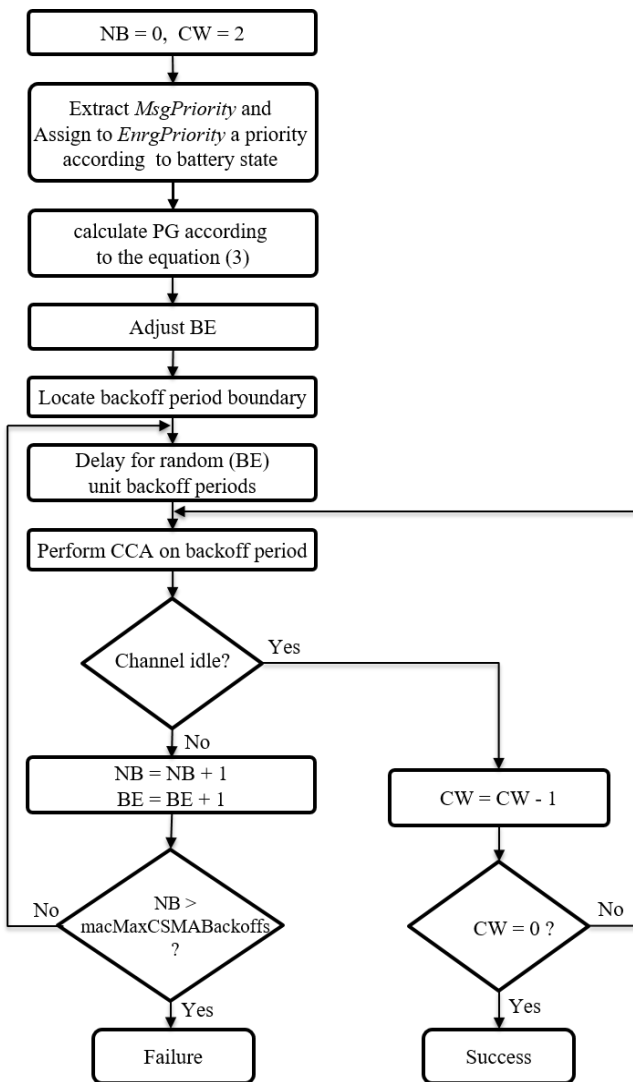 NB = 0, CW = 2
Extract MsgPriority and
Assign to EnrgPriority a priority
according to battery state
calculate PG according
to the equation (3)
Adjust BE
Locate backoff period boundary
Delay for random (BE)
unit backoff periods
Perform CCA on backoff period
Channel idle?
Yes
No
NB = NB + 1
BE = BE + 1
CW = CW - 1
NB >
macMaxCSMABackoffs
?
No
CW = 0 ?
No
Yes
Yes
Failure
Success